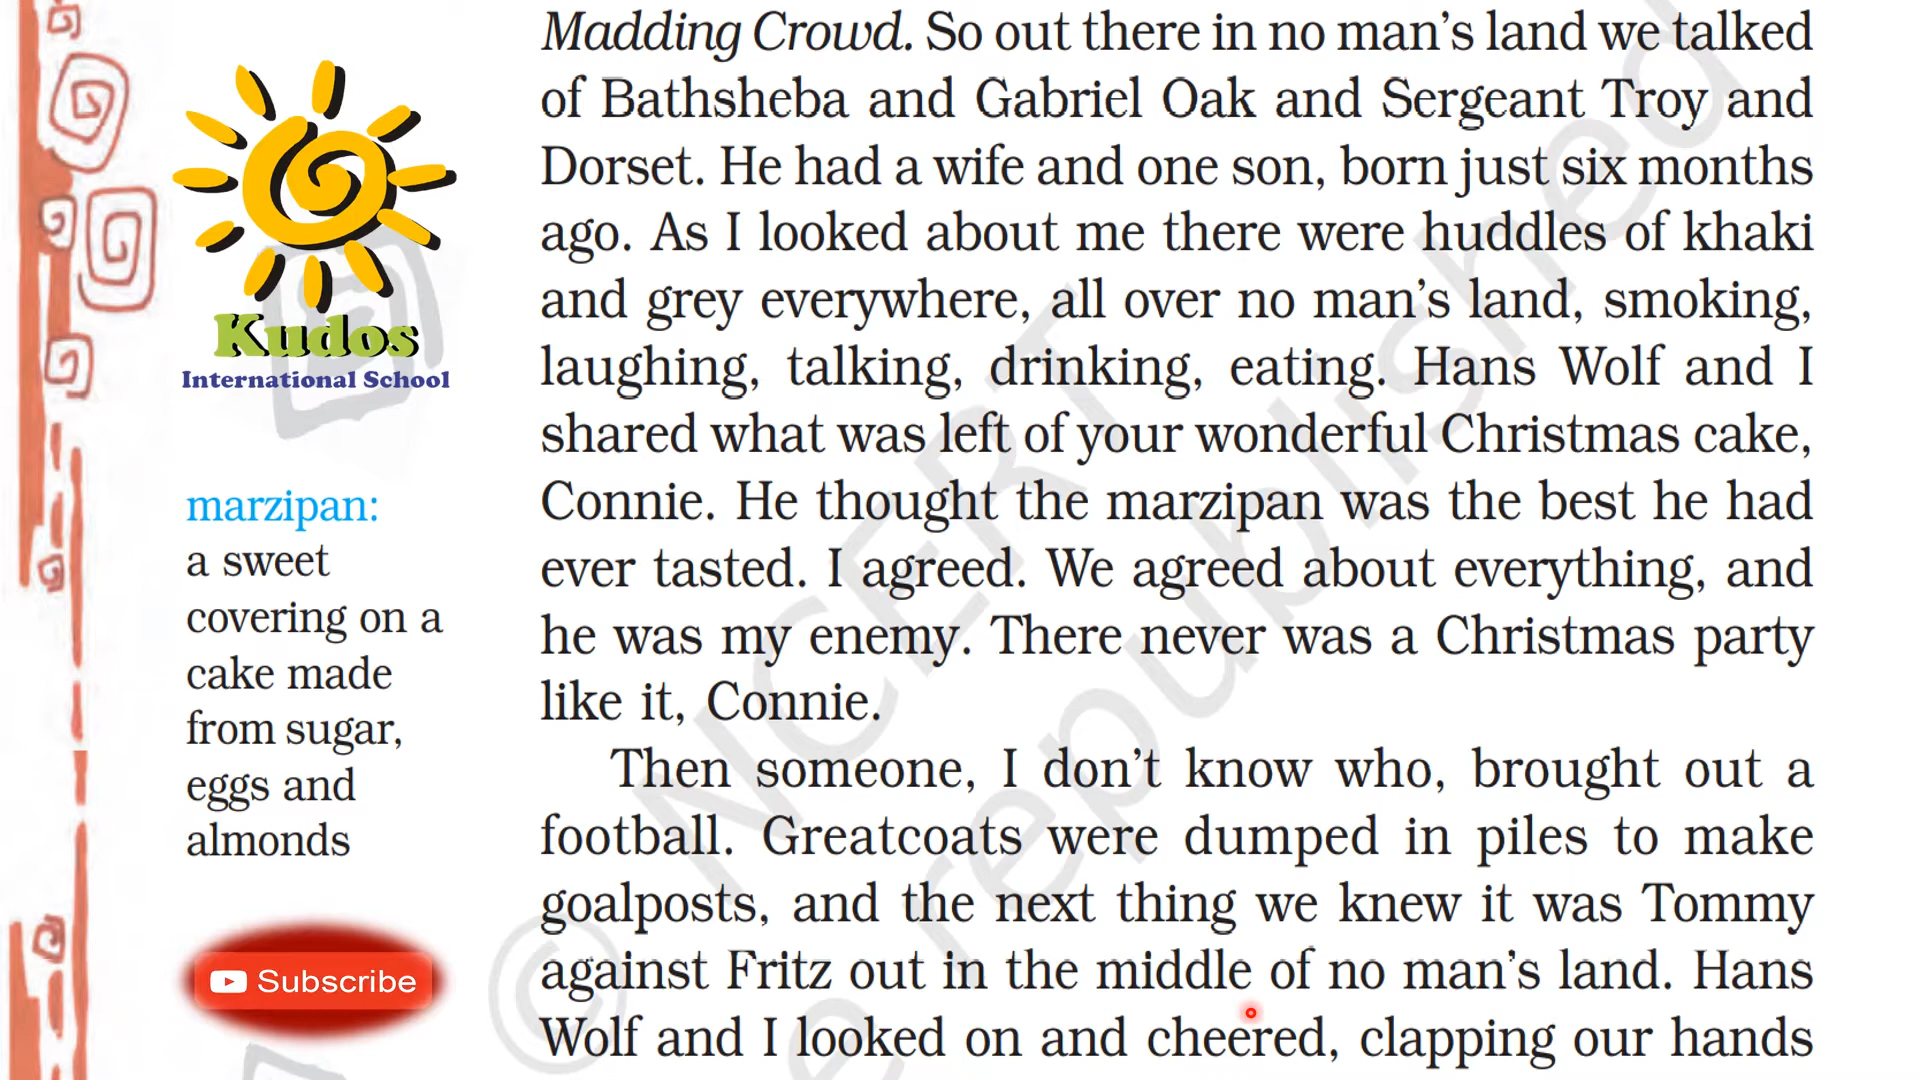 Madding Crowd. So out there in no man's land we talked
of Bathsheba and Gabriel Oak and Sergeant Troy and
Dorset. He had a wife and one son, born just six months
ago. As I looked about me there were huddles of khaki
and grey everywhere, all over no man's land, smoking,
laughing, talking, drinking, eating. Hans Wolf and I
shared what was left of your wonderful Christmas cake,
Connie. He thought the marzipan was the best he had
ever tasted. I agreed. We agreed about everything, and
he was my enemy. There never was a Christmas party
like it, Connie.
Then someone, I don't know who, brought out a
football. Greatcoats were dumped in piles to make
goalposts, and the next thing we knew it was Tommy
against Fritz out in the middle of no man's land. Hans
Wolf and I looked on and cheered, clapping our hands
Kudos
International School
marzipan:
a sweet
covering on a
cake made
from sugar,
eggs and
almonds
Subscribe
© NCERT
republished